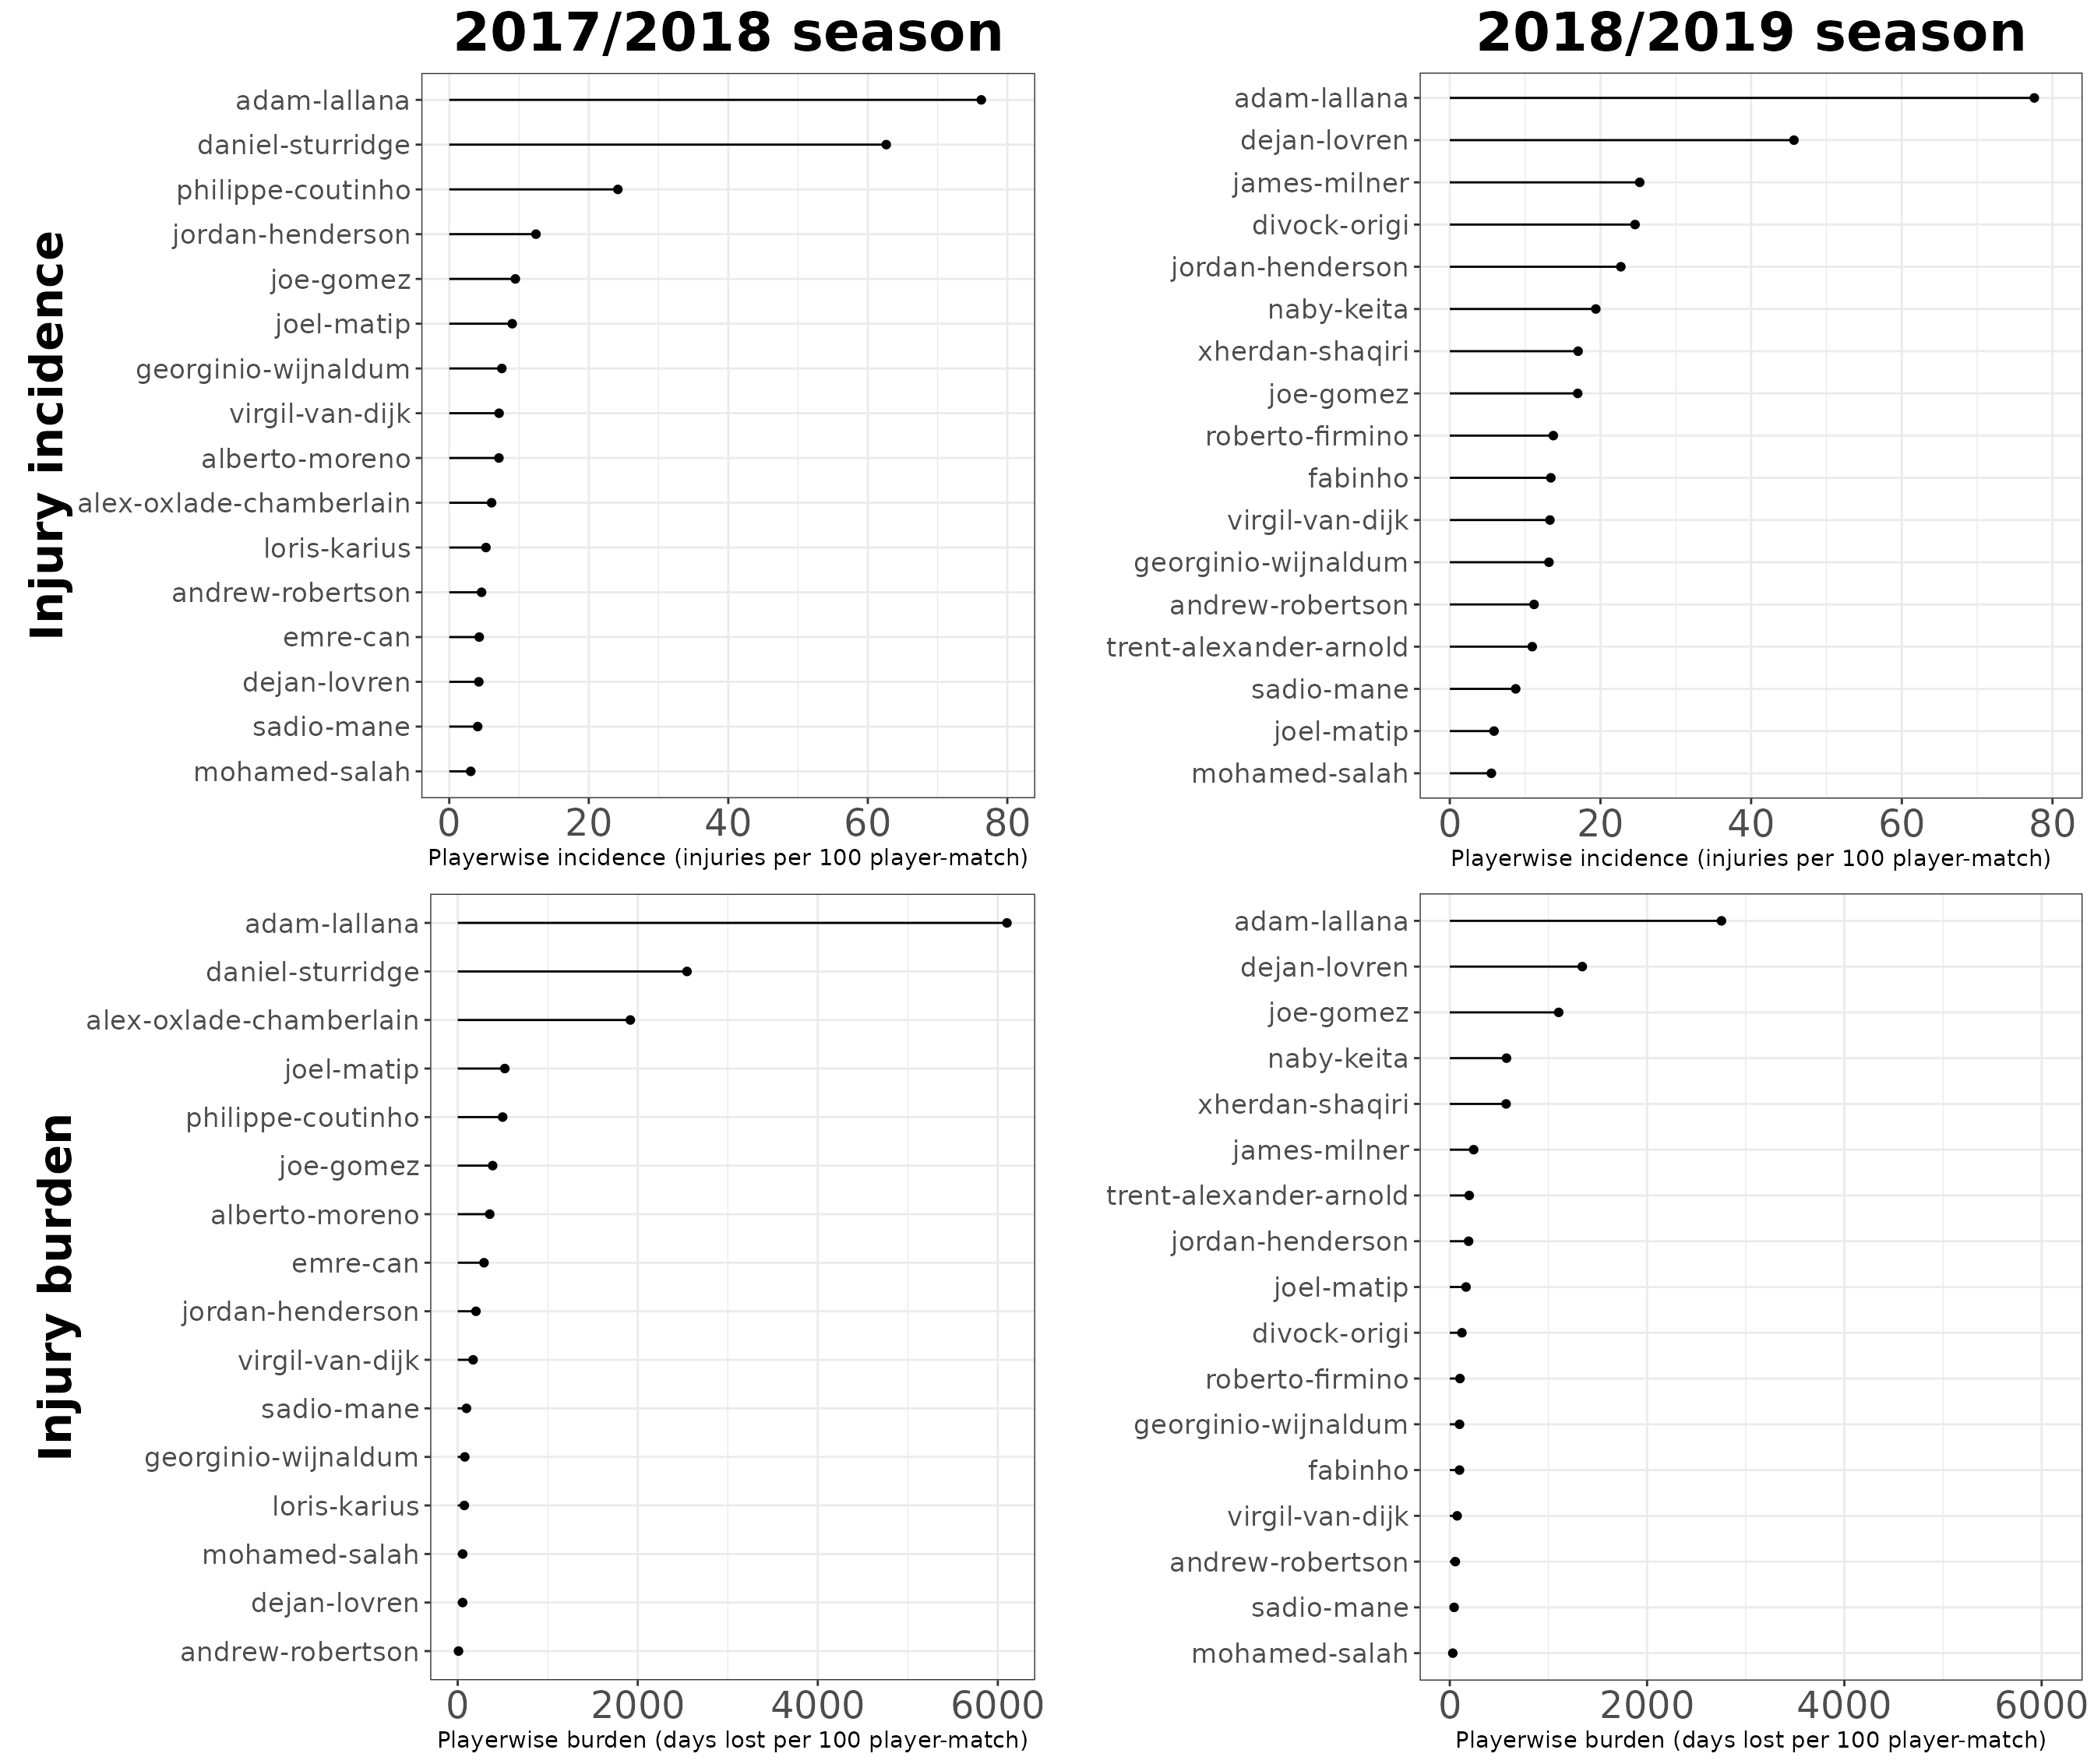 2017/2018 season
2018/2019 season
Injury incidence
adam-lallana
daniel-sturridge
philippe-coutinho
jordan-henderson
joe-gomez
joel-matip
georginio-wijnaldum
virgil-van-dijk
alberto-moreno
alex-oxlade-chamberlain
loris-karius
andrew-robertson
emre-can
dejan-lovren
sadio-mane
mohamed-salah
0 20 40 60 80
Playerwise incidence (injuries per 100 player-match)
adam-lallana
dejan-lovren
james-milner
divock-origi
jordan-henderson
naby-keita
xherdan-shaqiri
joe-gomez
roberto-firmino
fabinho
virgil-van-dijk
georginio-wijnaldum
andrew-robertson
trent-alexander-arnold
sadio-mane
joel-matip
mohamed-salah
0 20 40 60 80
Playerwise incidence (injuries per 100 player-match)
Injury burden
adam-lallana
daniel-sturridge
alex-oxlade-chamberlain
joel-matip
philippe-coutinho
joe-gomez
alberto-moreno
emre-can
jordan-henderson
virgil-van-dijk
sadio-mane
georginio-wijnaldum
loris-karius
mohamed-salah
dejan-lovren
andrew-robertson
0 2000 4000 6000
Playerwise burden (days lost per 100 player-match)
adam-lallana
dejan-lovren
joe-gomez
naby-keita
xherdan-shaqiri
james-milner
trent-alexander-arnold
jordan-henderson
joel-matip
divock-origi
roberto-firmino
georginio-wijnaldum
fabinho
virgil-van-dijk
andrew-robertson
sadio-mane
mohamed-salah
0 2000 4000 6000
Playerwise burden (days lost per 100 player-match)